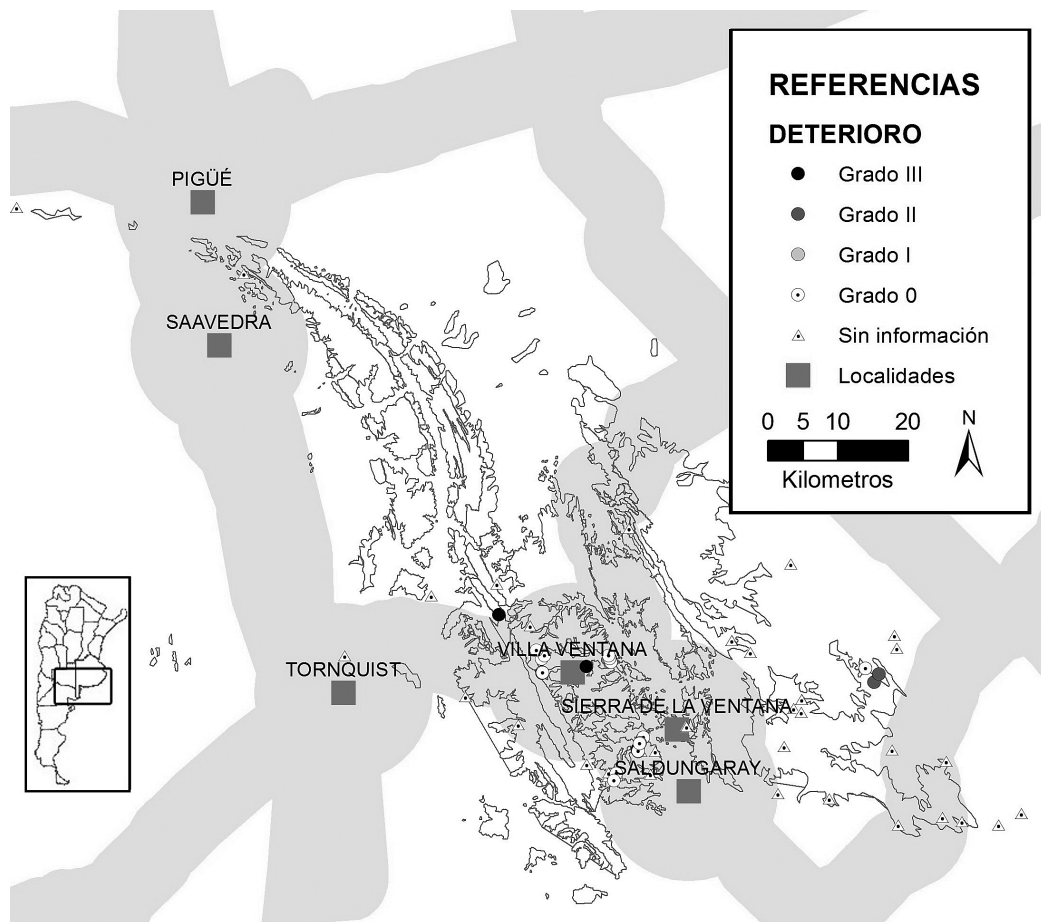 REFERENCIAS
DETERIORO
Grado III
Grado II
Grado I
Grado 0
Sin información
Localidades
0 5 10 20
Kilometros
N
PIGÜÉ
SAAVEDRA
VILLA VENTANA
TORNQUIST
SIERRA DE LA VENTANA
SALDUNGARAY